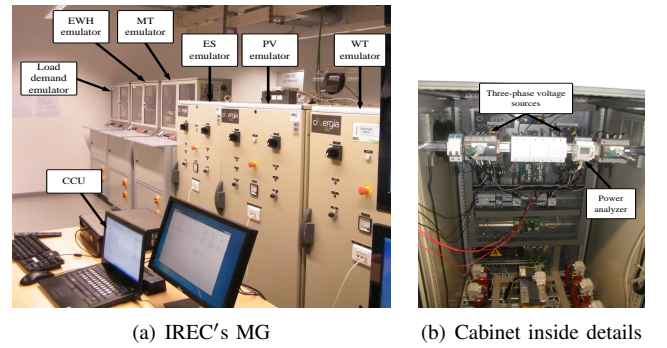 EWH
emulator
MT
emulator
ES
emulator
PV
emulator
WT
emulator
Load
demand
emulator
CCU
Three-phase voltage
sources
Power
analyzer
(a) IREC′s MG
(b) Cabinet inside details